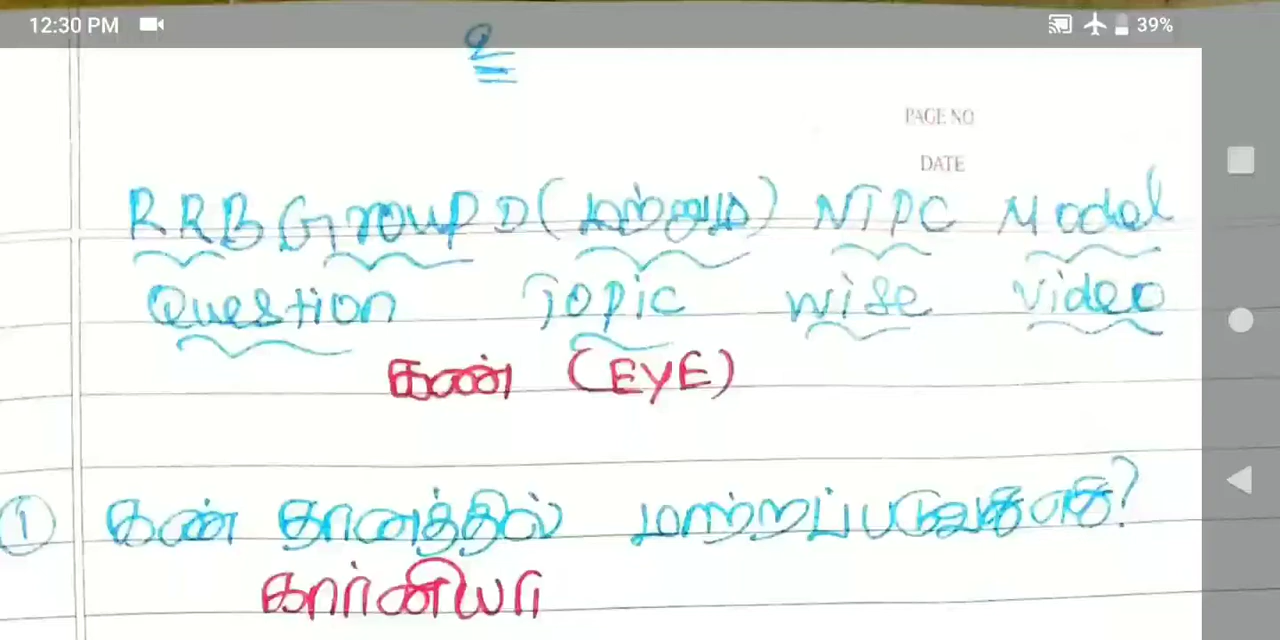 12:30 PM 39%
உ
PAGE NO
DATE
RRB GrouP D (மற்றும்) NTPC Model
Question Topic wise video
கண் (EYE)
① கண் தானத்தில் மாற்றப்படுவது எது?
கார்னியா